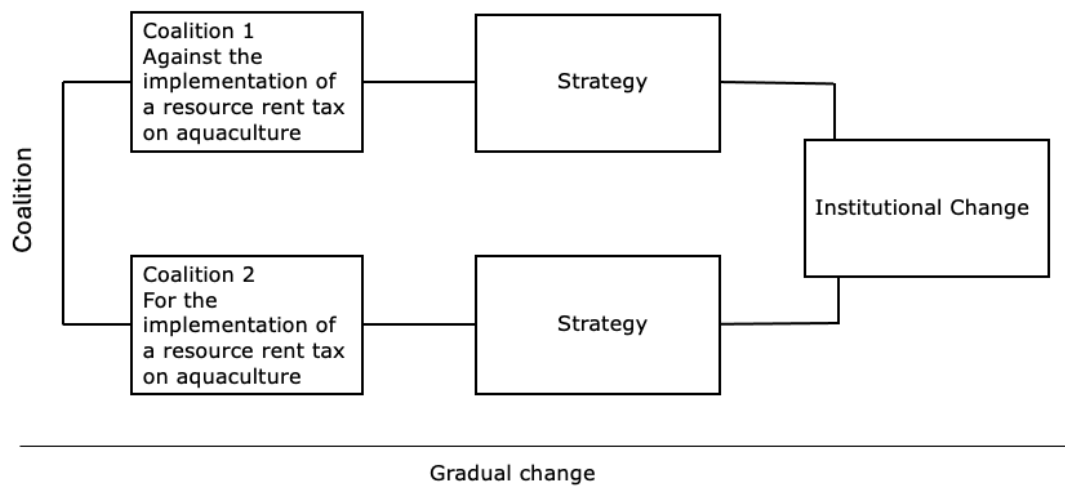 Coalition
Coalition 1
Against the
implementation of
a resource rent tax
on aquaculture
Strategy
Institutional Change
Coalition 2
For the
implementation of
a resource rent tax
on aquaculture
Strategy
Gradual change